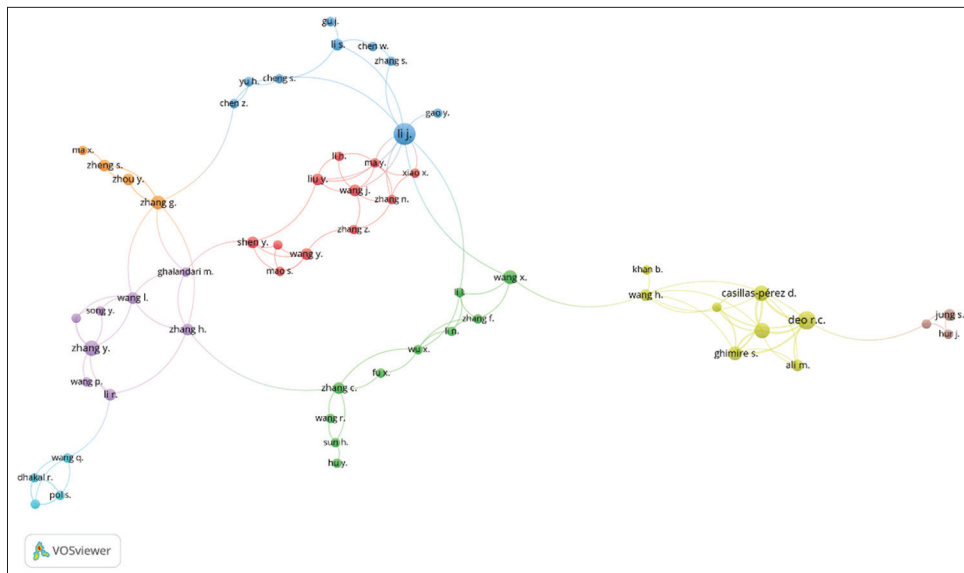 gu j.
li s.
chen w.
zhang s.
yu h.
cheng s.
chen z.
gao y.
li j.
ma x.
li h.
ma y.
zheng s.
xiao x.
zhou y.
liu y.
wang j.
zhang g.
zhang n.
zhang z.
shen y.
wang y.
ghalandari m.
mao s.
khan b.
wang x.
wang l.
casillas-pérez d.
wang h.
song y.
zhang f.
jung s.
zhang h.
li n.
deo r.c.
hur j.
zhang y.
wu x.
ghimire s.
fu x.
ali m.
wang p.
zhang c.
li r.
wang r.
sun h.
wang q.
hu y.
dhakal r.
pol s.
VOSviewer